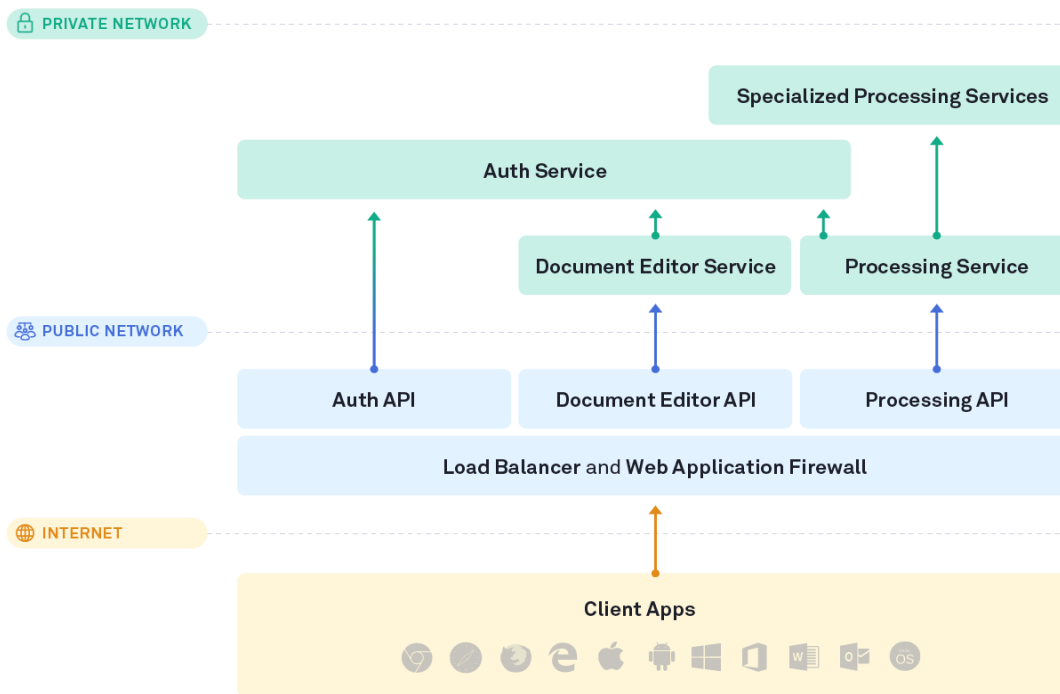 PRIVATE NETWORK
Specialized Processing Services
Auth Service
Document Editor Service
Processing Service
PUBLIC NETWORK
Auth API
Document Editor API
Processing API
Load Balancer and Web Application Firewall
INTERNET
Client Apps
W
O
OS